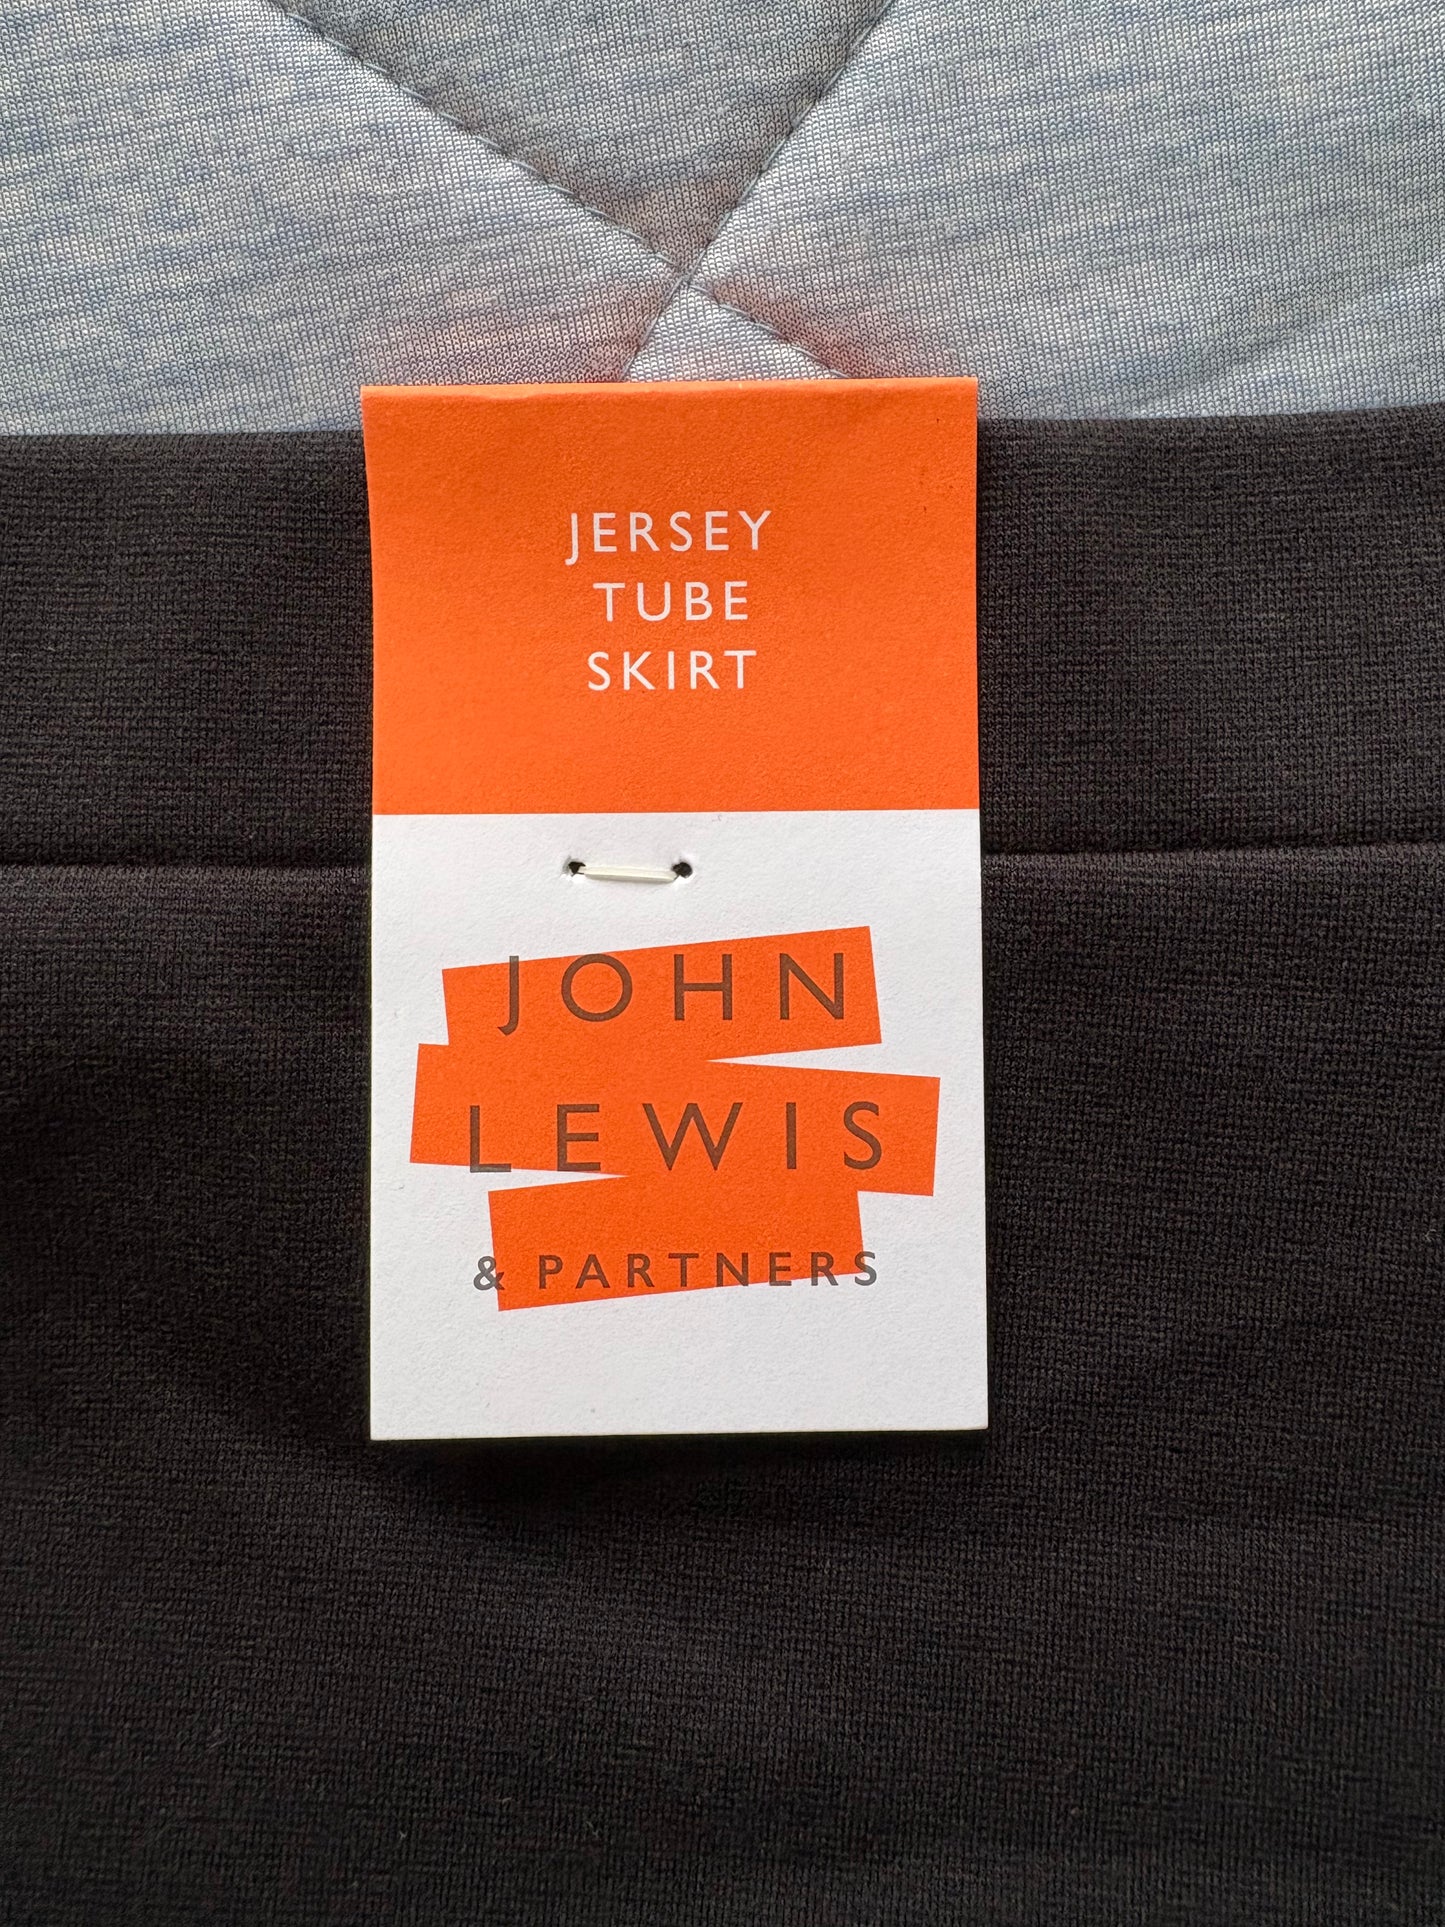 JERSEY
TUBE
SKIRT
JOHN
LEWIS
& PARTNERS